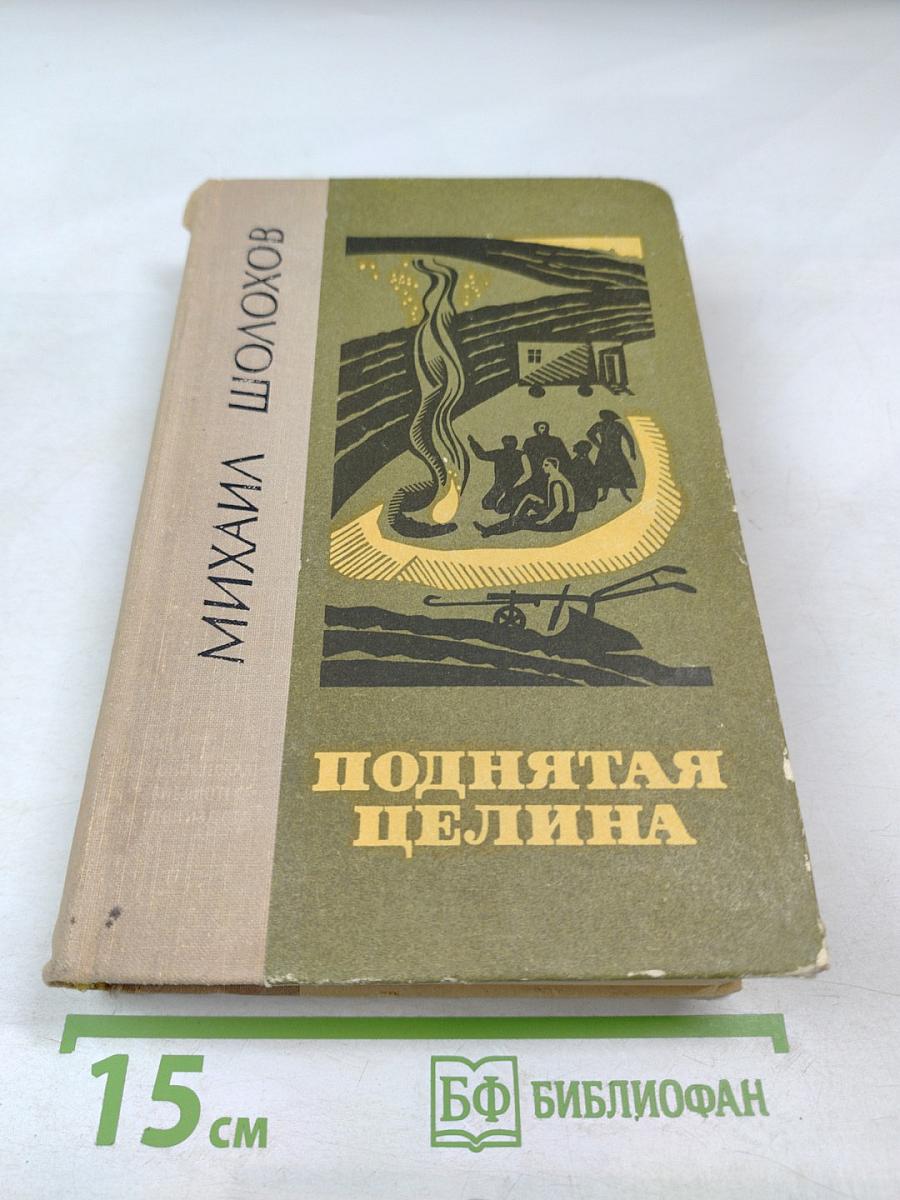 МИХАИЛ ШОЛОХОВ
ПОДНЯТАЯ
ЦЕЛИНА
15 см
БФ БИБЛИОФАН